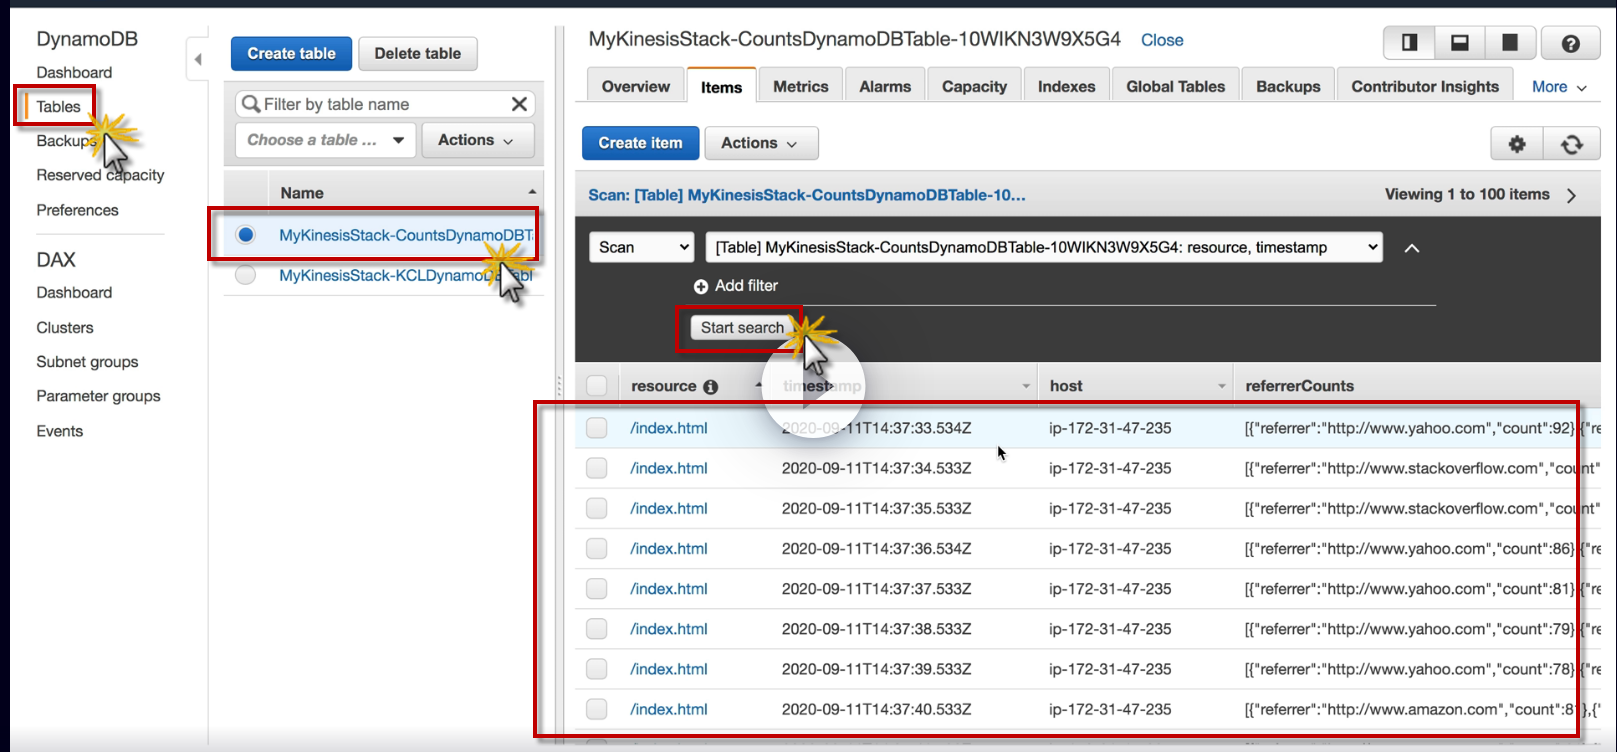 DynamoDB
Dashboard
Tables
Backups
Reserved capacity
Preferences
DAX
Dashboard
Clusters
Subnet groups
Parameter groups
Events
Create table
Delete table
Filter by table name
Choose a table ...
Actions
Name
MyKinesisStack-CountsDynamoDBT
MyKinesisStack-KCLDynamoDBTabl
MyKinesisStack-CountsDynamoDBTable-10WIKN3W9X5G4 Close
Overview Items Metrics Alarms Capacity Indexes Global Tables Backups Contributor Insights More
Create item Actions
Scan: [Table] MyKinesisStack-CountsDynamoDBTable-10... Viewing 1 to 100 items
Scan [Table] MyKinesisStack-CountsDynamoDBTable-10WIKN3W9X5G4: resource, timestamp
Add filter
Start search
resource timestamp host referrerCounts
/index.html 2020-09-11T14:37:33.534Z ip-172-31-47-235 [{"referrer":"http://www.yahoo.com","count":92},{"re
/index.html 2020-09-11T14:37:34.533Z ip-172-31-47-235 [{"referrer":"http://www.stackoverflow.com","count"
/index.html 2020-09-11T14:37:35.533Z ip-172-31-47-235 [{"referrer":"http://www.stackoverflow.com","count"
/index.html 2020-09-11T14:37:36.534Z ip-172-31-47-235 [{"referrer":"http://www.yahoo.com","count":86},{"re
/index.html 2020-09-11T14:37:37.533Z ip-172-31-47-235 [{"referrer":"http://www.yahoo.com","count":81},{"re
/index.html 2020-09-11T14:37:38.533Z ip-172-31-47-235 [{"referrer":"http://www.yahoo.com","count":79},{"re
/index.html 2020-09-11T14:37:39.533Z ip-172-31-47-235 [{"referrer":"http://www.yahoo.com","count":78},{"re
/index.html 2020-09-11T14:37:40.533Z ip-172-31-47-235 [{"referrer":"http://www.amazon.com","count":81},{"